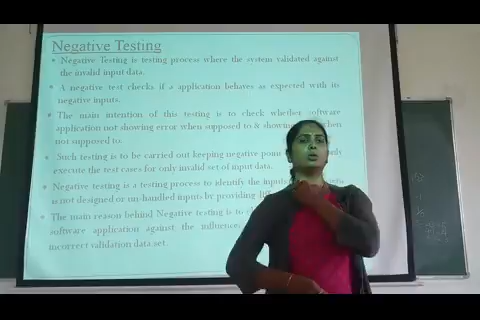 Negative Testing
• Negative Testing is testing process where the system validated against
the invalid input data.
• A negative test checks if a application behaves as expected with its
negative inputs.
• The main intention of this testing is to check whether software
application not showing error when supposed to & showing
not supposed to.
• Such testing is to be carried out keeping negative point
execute the test cases for only invalid set of input data.
• Negative testing is a testing process to identify the inputs
is not designed or un-handled inputs by providing
• The main reason behind Negative testing is to
software application against the influence
incorrect validation data set.